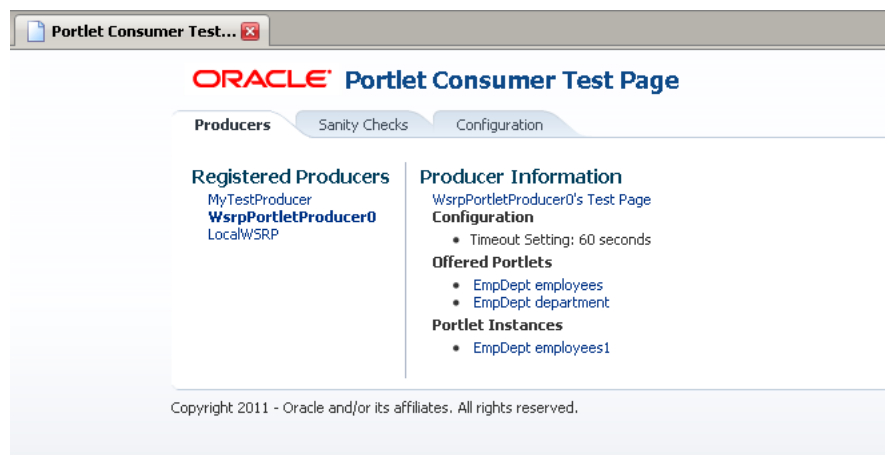 Portlet Consumer Test...
ORACLE Portlet Consumer Test Page
Producers Sanity Checks Configuration
Registered Producers
MyTestProducer
WsrpPortletProducer0
LocalWSRP
Producer Information
WsrpPortletProducer0's Test Page
Configuration
• Timeout Setting: 60 seconds
Offered Portlets
• EmpDept employees
• EmpDept department
Portlet Instances
• EmpDept employees1
Copyright 2011 - Oracle and/or its affiliates. All rights reserved.